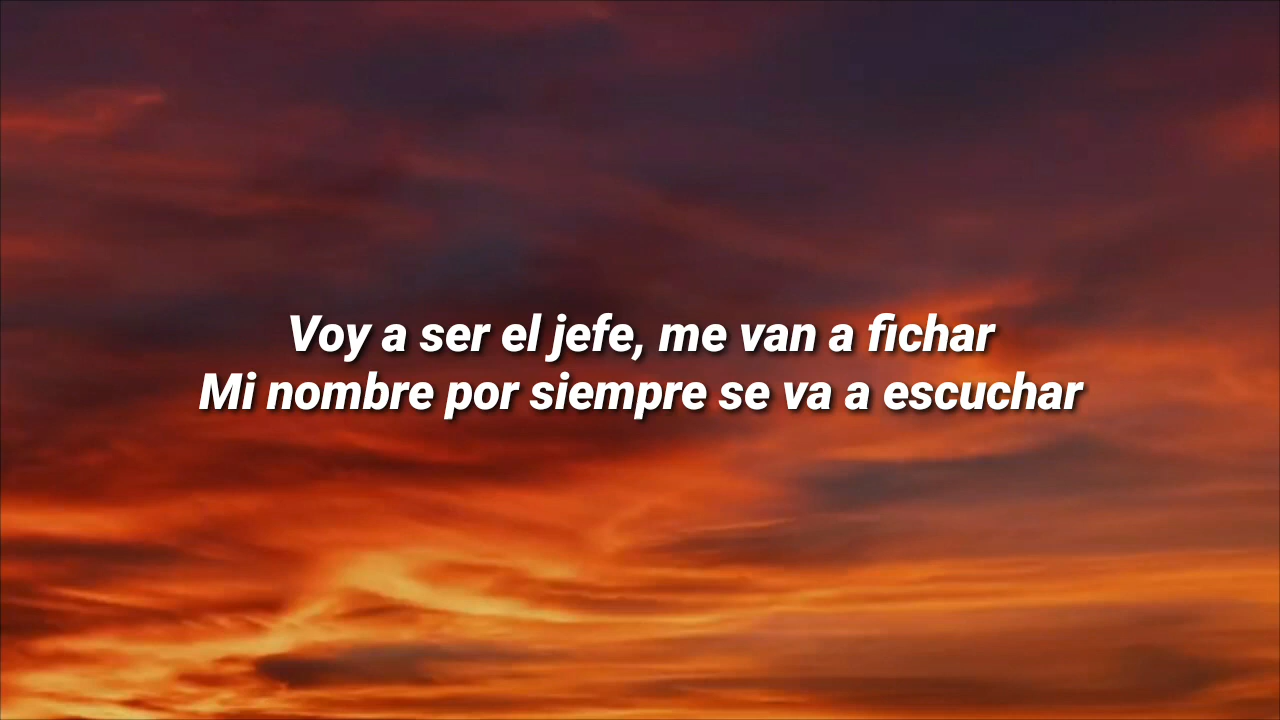 Voy a ser el jefe, me van a fichar
Mi nombre por siempre se va a escuchar